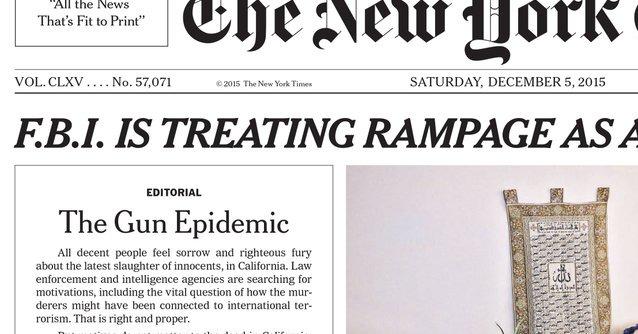 "All the News
That's Fit to Print"
The New York
VOL. CLXV . . . . No. 57,071
© 2015 The New York Times
SATURDAY, DECEMBER 5, 2015
F.B.I. IS TREATING RAMPAGE AS A
EDITORIAL
The Gun Epidemic
All decent people feel sorrow and righteous fury
about the latest slaughter of innocents, in California. Law
enforcement and intelligence agencies are searching for
motivations, including the vital question of how the mur-
derers might have been connected to international ter-
rorism. That is right and proper.